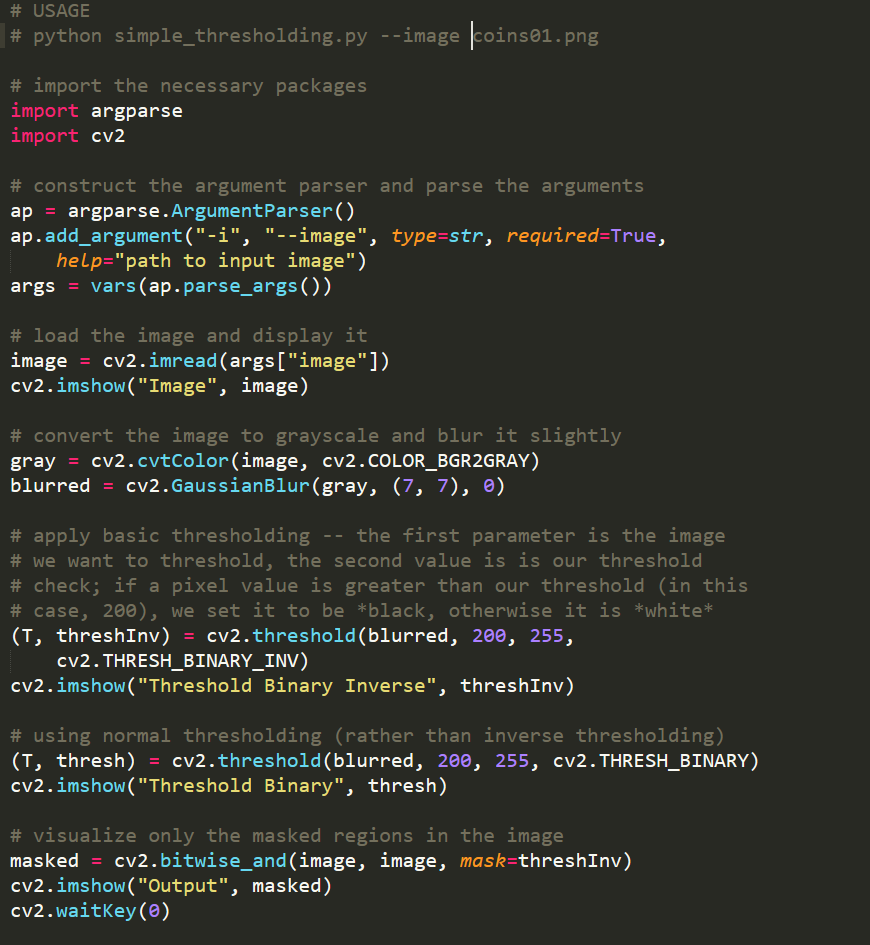 # USAGE
# python simple_thresholding.py --image coins01.png
# import the necessary packages
import argparse
import cv2
# construct the argument parser and parse the arguments
ap = argparse.ArgumentParser()
ap.add_argument("-i", "--image", type=str, required=True,
help="path to input image")
args = vars(ap.parse_args())
# load the image and display it
image = cv2.imread(args["image"])
cv2.imshow("Image", image)
# convert the image to grayscale and blur it slightly
gray = cv2.cvtColor(image, cv2.COLOR_BGR2GRAY)
blurred = cv2.GaussianBlur(gray, (7, 7), 0)
# apply basic thresholding -- the first parameter is the image
# we want to threshold, the second value is is our threshold
# check; if a pixel value is greater than our threshold (in this
# case, 200), we set it to be *black, otherwise it is *white*
(T, threshInv) = cv2.threshold(blurred, 200, 255,
cv2.THRESH_BINARY_INV)
cv2.imshow("Threshold Binary Inverse", threshInv)
# using normal thresholding (rather than inverse thresholding)
(T, thresh) = cv2.threshold(blurred, 200, 255, cv2.THRESH_BINARY)
cv2.imshow("Threshold Binary", thresh)
# visualize only the masked regions in the image
masked = cv2.bitwise_and(image, image, mask=threshInv)
cv2.imshow("Output", masked)
cv2.waitKey(0)